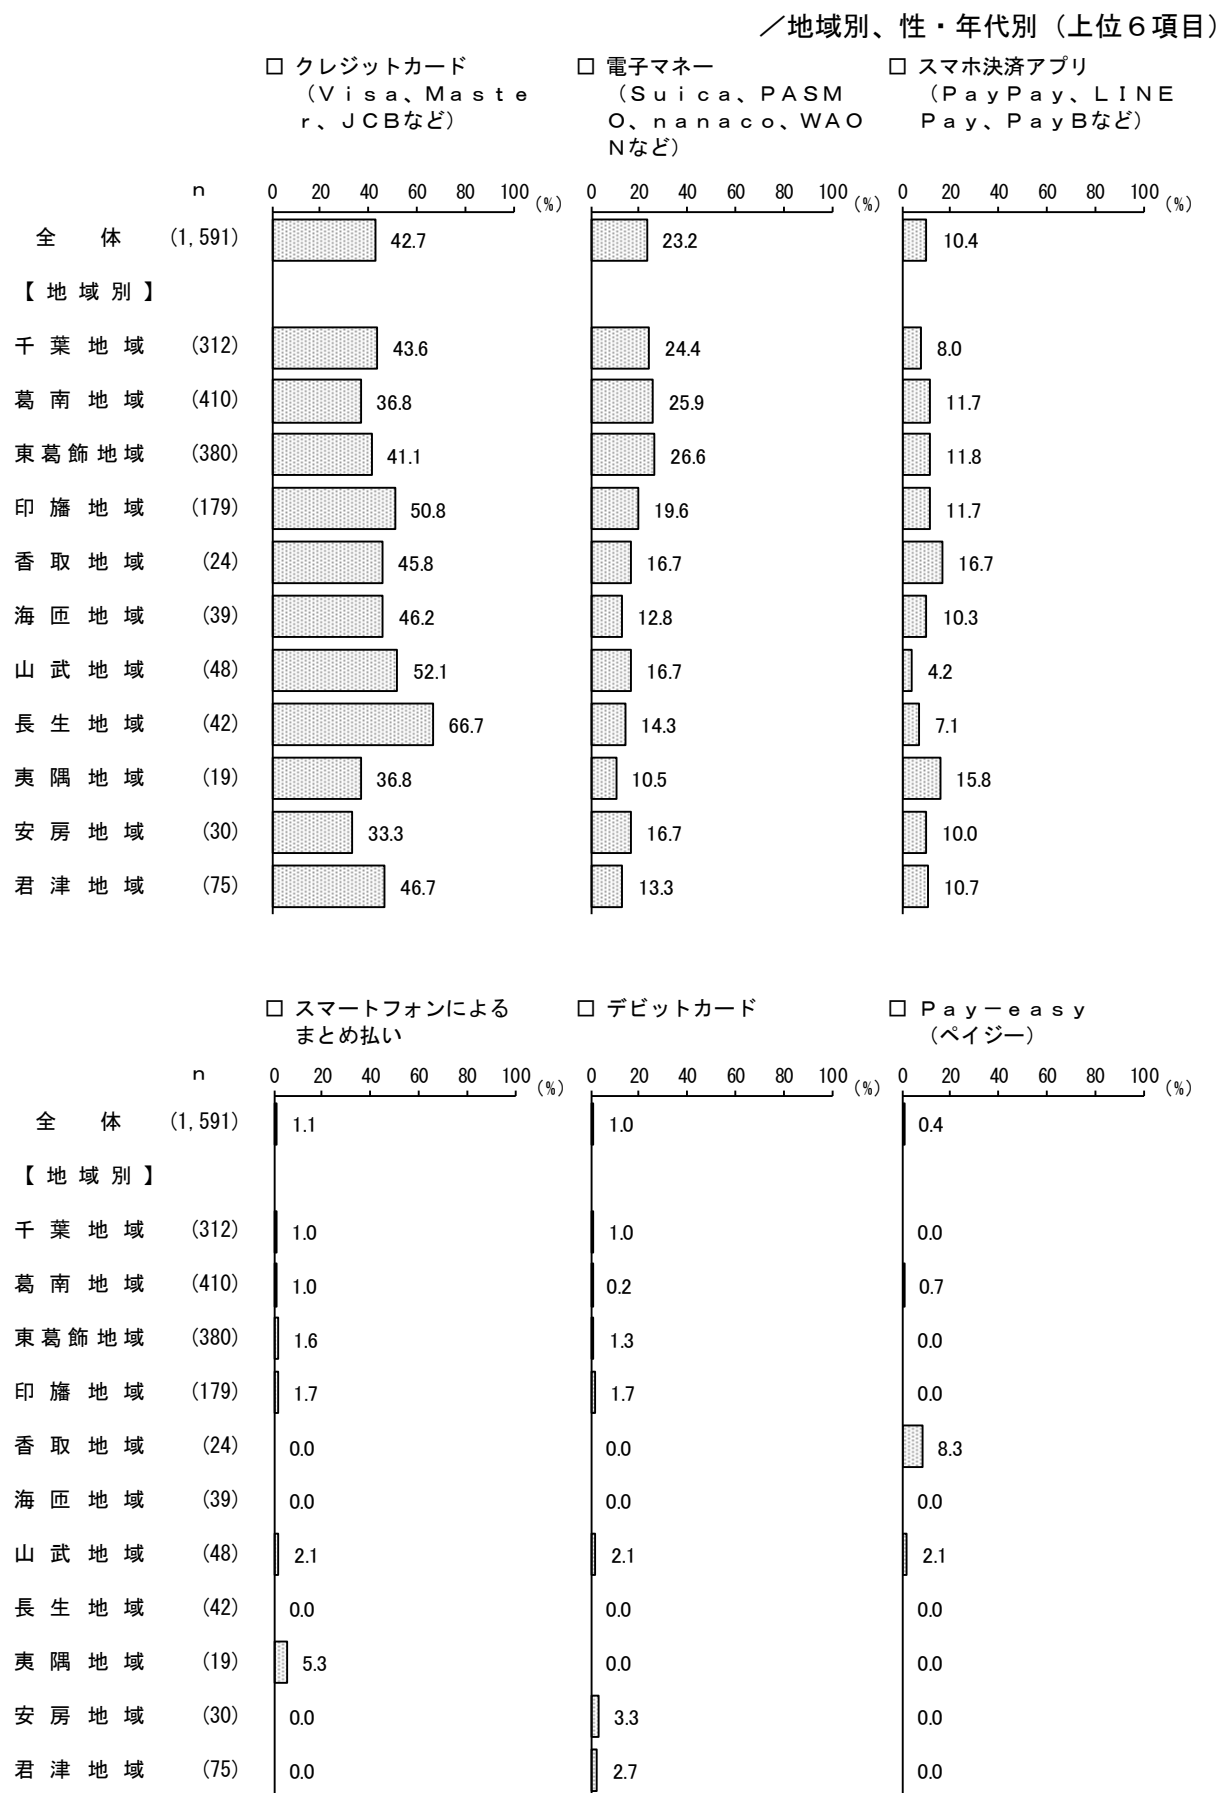 ／地域別、性・年代別（上位６項目）
□ クレジットカード
（Ｖｉｓａ、Ｍａｓｔｅ
ｒ、ＪＣＢなど）
□ 電子マネー
（Ｓｕｉｃａ、ＰＡＳＭ
Ｏ、ｎａｎａｃｏ、ＷＡＯ
Ｎなど）
□ スマホ決済アプリ
（ＰａｙＰａｙ、ＬＩＮＥ
Ｐａｙ、ＰａｙＢなど）
ｎ 0 20 40 60 80 100 (%) 0 20 40 60 80 100 (%) 0 20 40 60 80 100 (%)
全体 (1,591) 42.7 23.2 10.4
【地域別】
千葉地域 (312) 43.6 24.4 8.0
葛南地域 (410) 36.8 25.9 11.7
東葛飾地域 (380) 41.1 26.6 11.8
印旛地域 (179) 50.8 19.6 11.7
香取地域 (24) 45.8 16.7 16.7
海匝地域 (39) 46.2 12.8 10.3
山武地域 (48) 52.1 16.7 4.2
長生地域 (42) 66.7 14.3 7.1
夷隅地域 (19) 36.8 10.5 15.8
安房地域 (30) 33.3 16.7 10.0
君津地域 (75) 46.7 13.3 10.7
□ スマートフォンによる
まとめ払い
□ デビットカード
□ Ｐａｙ－ｅａｓｙ
（ペイジー）
ｎ 0 20 40 60 80 100 (%) 0 20 40 60 80 100 (%) 0 20 40 60 80 100 (%)
全体 (1,591) 1.1 1.0 0.4
【地域別】
千葉地域 (312) 1.0 1.0 0.0
葛南地域 (410) 1.0 0.2 0.7
東葛飾地域 (380) 1.6 1.3 0.0
印旛地域 (179) 1.7 1.7 0.0
香取地域 (24) 0.0 0.0 8.3
海匝地域 (39) 0.0 0.0 0.0
山武地域 (48) 2.1 2.1 2.1
長生地域 (42) 0.0 0.0 0.0
夷隅地域 (19) 5.3 0.0 0.0
安房地域 (30) 0.0 3.3 0.0
君津地域 (75) 0.0 2.7 0.0